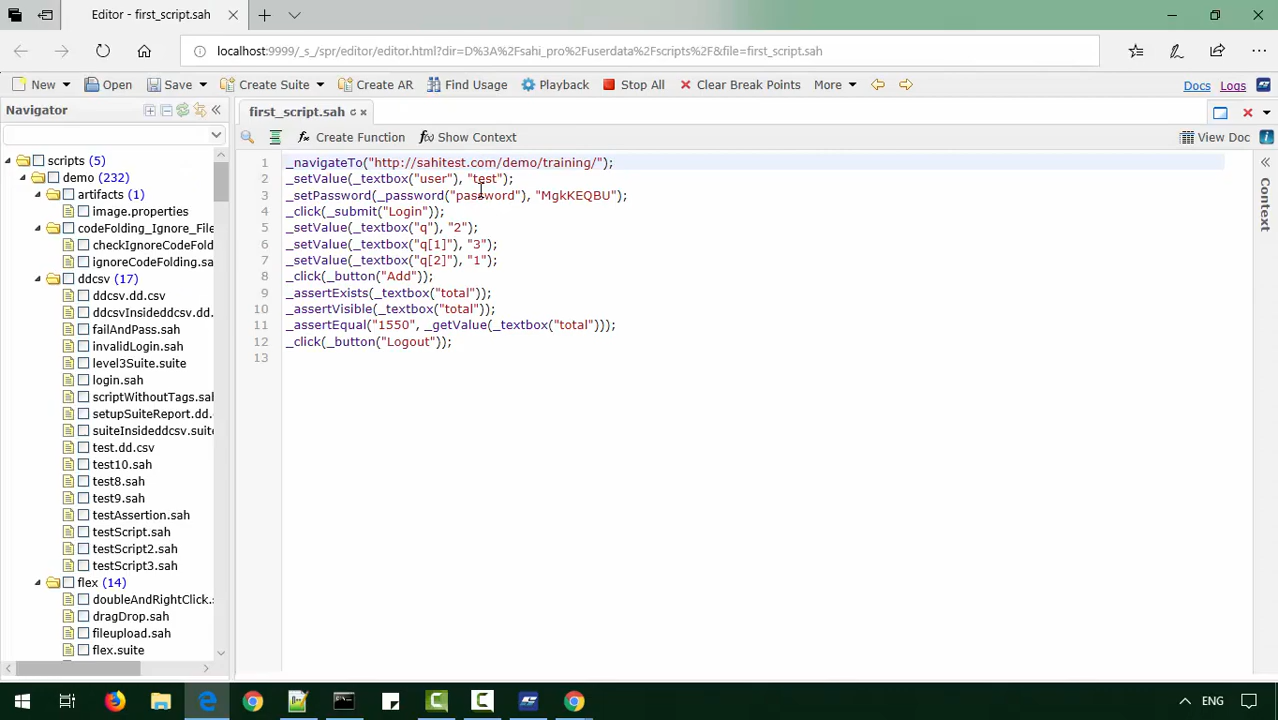 Editor - first_script.sah
localhost:9999/_s_/spr/editor/editor.html?dir=D%3A%2Fsahi_pro%2Fuserdata%2Fscripts%2F&file=first_script.sah
New Open Save Create Suite Create AR Find Usage Playback Stop All Clear Break Points More Docs Logs
Navigator
first_script.sah
Create Function Show Context View Doc
scripts (5)
demo (232)
artifacts (1)
image.properties
codeFolding_Ignore_File
checkIgnoreCodeFold
ignoreCodeFolding.sa
ddcsv (17)
ddcsv.dd.csv
ddcsvInsideddcsv.dd.
failAndPass.sah
invalidLogin.sah
level3Suite.suite
login.sah
scriptWithoutTags.sah
setupSuiteReport.dd.
suiteInsideddcsv.suite
test.dd.csv
test10.sah
test8.sah
test9.sah
testAssertion.sah
testScript.sah
testScript2.sah
testScript3.sah
flex (14)
doubleAndRightClick.s
dragDrop.sah
fileupload.sah
flex.suite
1 _navigateTo("http://sahitest.com/demo/training/");
2 _setValue(_textbox("user"), "test");
3 _setPassword(_password("password"), "MgkKEQBU");
4 _click(_submit("Login"));
5 _setValue(_textbox("q"), "2");
6 _setValue(_textbox("q[1]"), "3");
7 _setValue(_textbox("q[2]"), "1");
8 _click(_button("Add"));
9 _assertExists(_textbox("total"));
10 _assertVisible(_textbox("total"));
11 _assertEqual("1550", _getValue(_textbox("total")));
12 _click(_button("Logout"));
13
Context
ENG